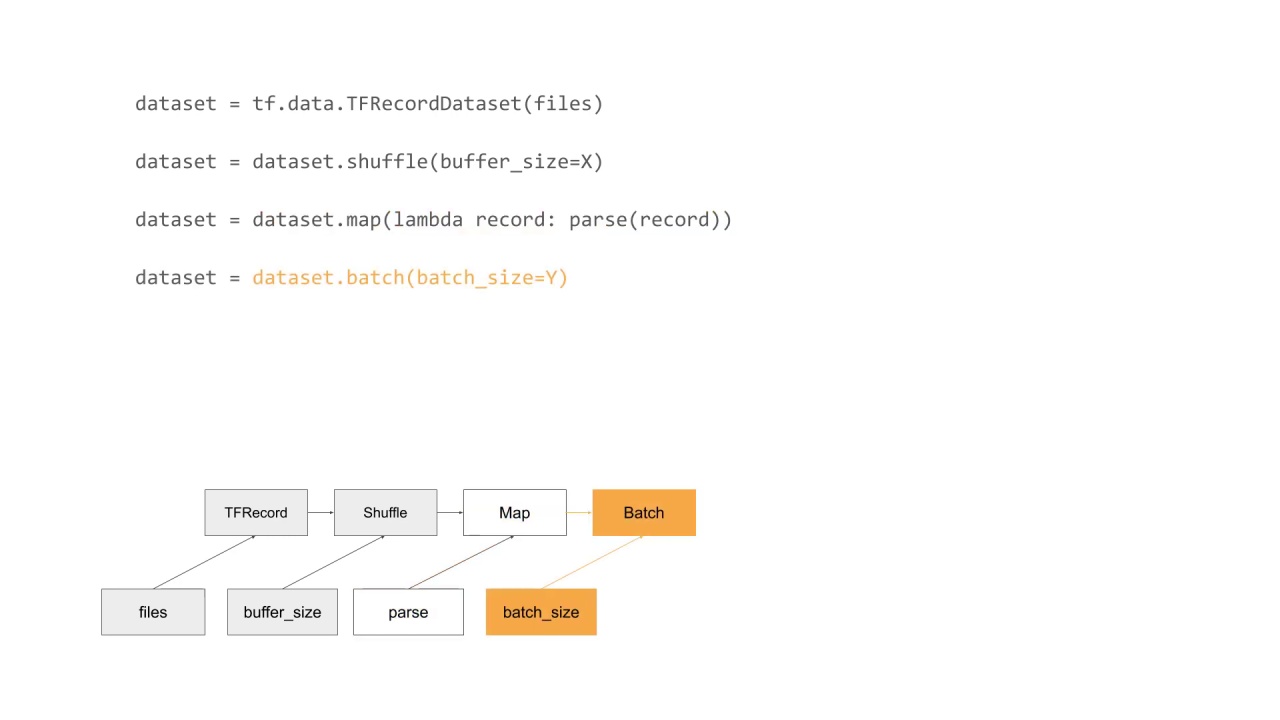 dataset = tf.data.TFRecordDataset(files)
dataset = dataset.shuffle(buffer_size=X)
dataset = dataset.map(lambda record: parse(record))
dataset = dataset.batch(batch_size=Y)
TFRecord
Shuffle
Map
Batch
files
buffer_size
parse
batch_size